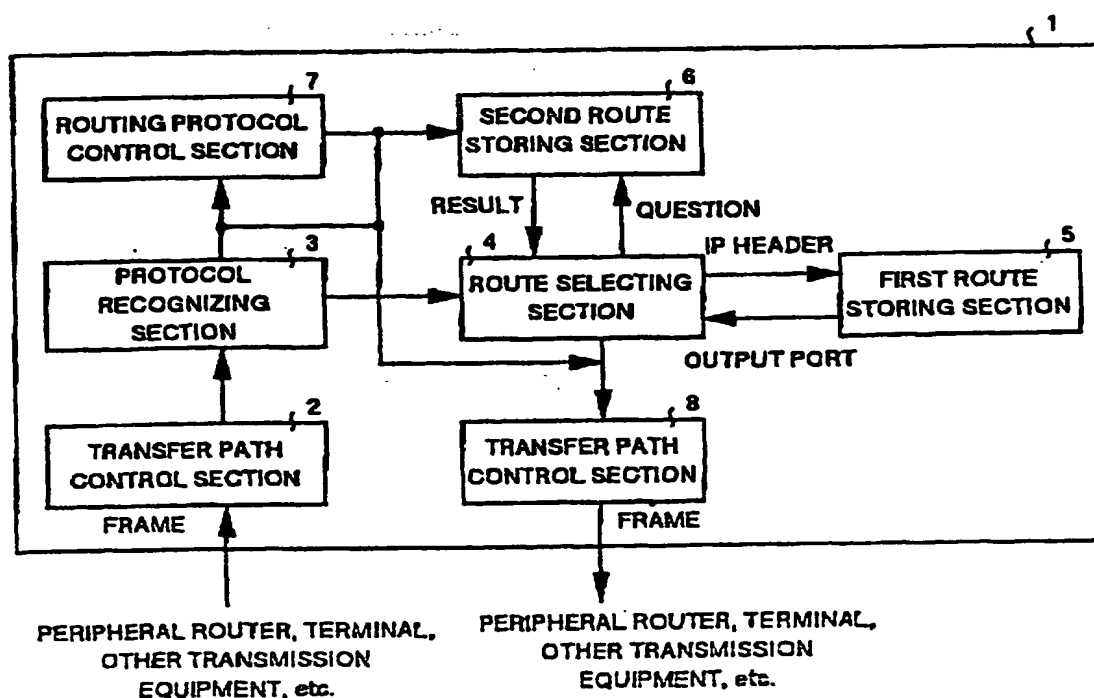 1
7
ROUTING PROTOCOL
CONTROL SECTION
6
SECOND ROUTE
STORING SECTION
RESULT
QUESTION
3
PROTOCOL
RECOGNIZING
SECTION
4
ROUTE SELECTING
SECTION
IP HEADER
5
FIRST ROUTE
STORING SECTION
OUTPUT PORT
2
TRANSFER PATH
CONTROL SECTION
FRAME
8
TRANSFER PATH
CONTROL SECTION
FRAME
PERIPHERAL ROUTER, TERMINAL,
OTHER TRANSMISSION
EQUIPMENT, etc.
PERIPHERAL ROUTER, TERMINAL,
OTHER TRANSMISSION
EQUIPMENT, etc.